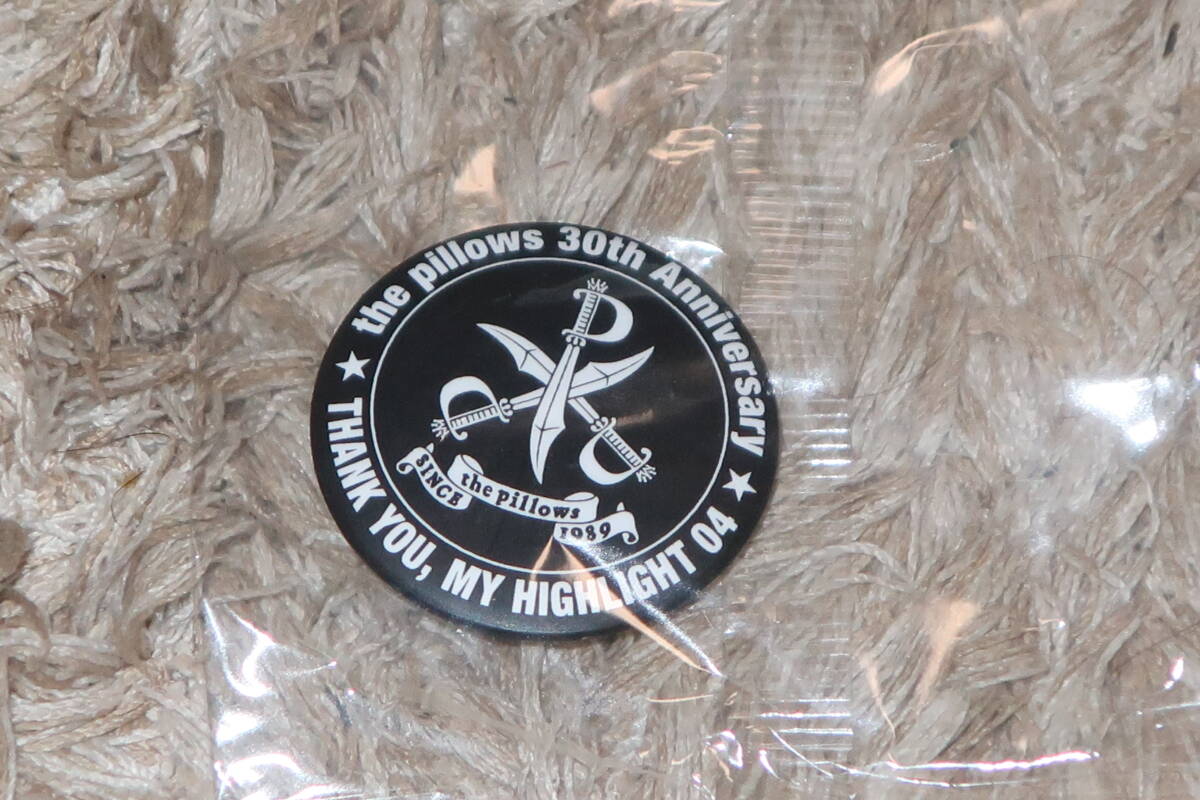 the pillows 30th Anniversary
SINCE
the pillows
1989
THANK YOU, MY HIGHLIGHT 04